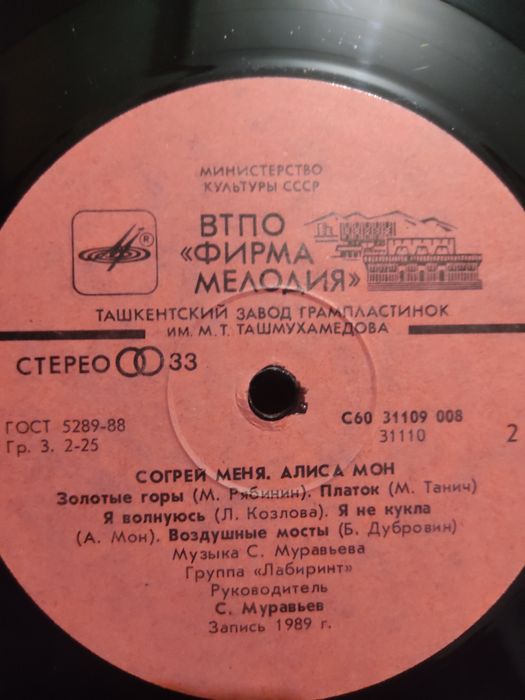 МИНИСТЕРСТВО
КУЛЬТУРЫ СССР
ВТПО
«ФИРМА
МЕЛОДИЯ»
®
ТАШКЕНТСКИЙ ЗАВОД ГРАМПЛАСТИНОК
ИМ. М. Т. ТАШМУХАМЕДОВА
СТЕРЕО 33
ГОСТ 5289-88
Гр. 3. 2-25
С60 31109 008
31110
2
СОГРЕЙ МЕНЯ. АЛИСА МОН
Золотые горы (М. Рябинин). Платок (М. Танич)
Я волнуюсь (Л. Козлова). Я не кукла
(А. Мон). Воздушные мосты (Б. Дубровин)
Музыка С. Муравьева
Группа «Лабиринт»
Руководитель
С. Муравьев
Запись 1989 г.